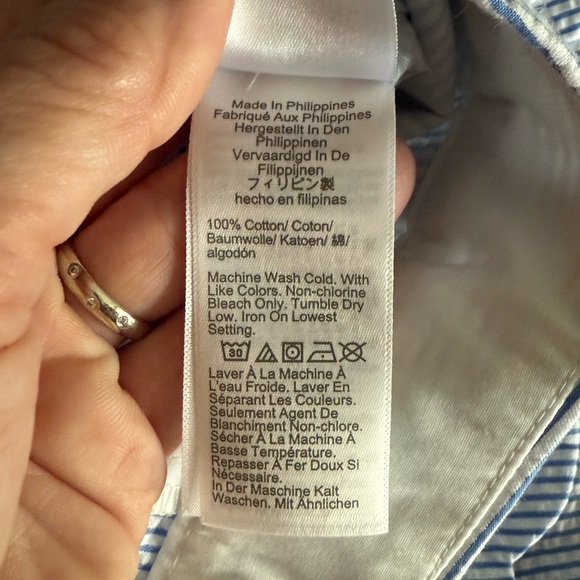 Made In Philippines
Fabriqué Aux Philippines
Hergestellt In Den
Philippinen
Vervaardigd In De
Filippijnen
フィリピン製
hecho en filipinas
100% Cotton/ Coton/
Baumwolle/ Katoen/ 綿/
algodón
Machine Wash Cold. With
Like Colors. Non-chlorine
Bleach Only. Tumble Dry
Low. Iron On Lowest
Setting.
30
Laver À La Machine À
L'eau Froide. Laver En
Séparant Les Couleurs.
Seulement Agent De
Blanchiment Non-chlore.
Sécher À La Machine À
Basse Température.
Repasser À Fer Doux Si
Nécessaire.
In Der Maschine Kalt
Waschen. Mit Ähnlichen